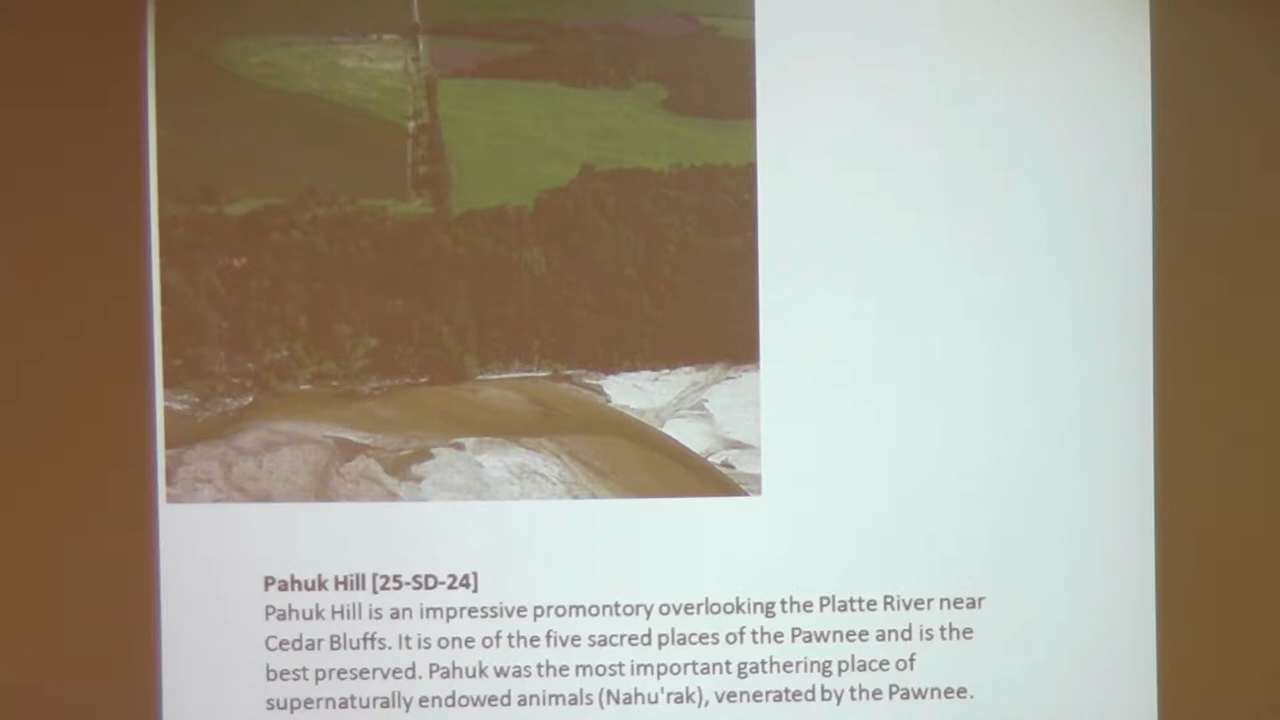 Pahuk Hill [25-SD-24]
Pahuk Hill is an impressive promontory overlooking the Platte River near
Cedar Bluffs. It is one of the five sacred places of the Pawnee and is the
best preserved. Pahuk was the most important gathering place of
supernaturally endowed animals (Nahu'rak), venerated by the Pawnee.